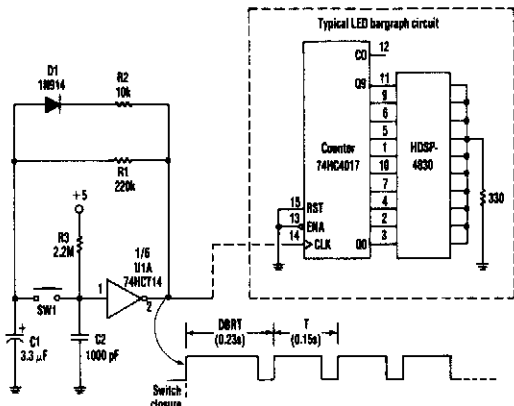 Typical LED bargraph circuit
D1
1N914
R2
10k
R1
220k
+5
R3
2.2M
SW1
C1
3.3 µF
C2
1000 pF
1
1/6
U1A
74HCT14
2
Counter
74HC4017
CO
12
Q9
11
9
6
5
1
10
7
4
2
Q0
3
15
RST
13
ENA
14
CLK
HDSP-
4830
330
DBRT
(0.23s)
T
(0.15s)
Switch
closure